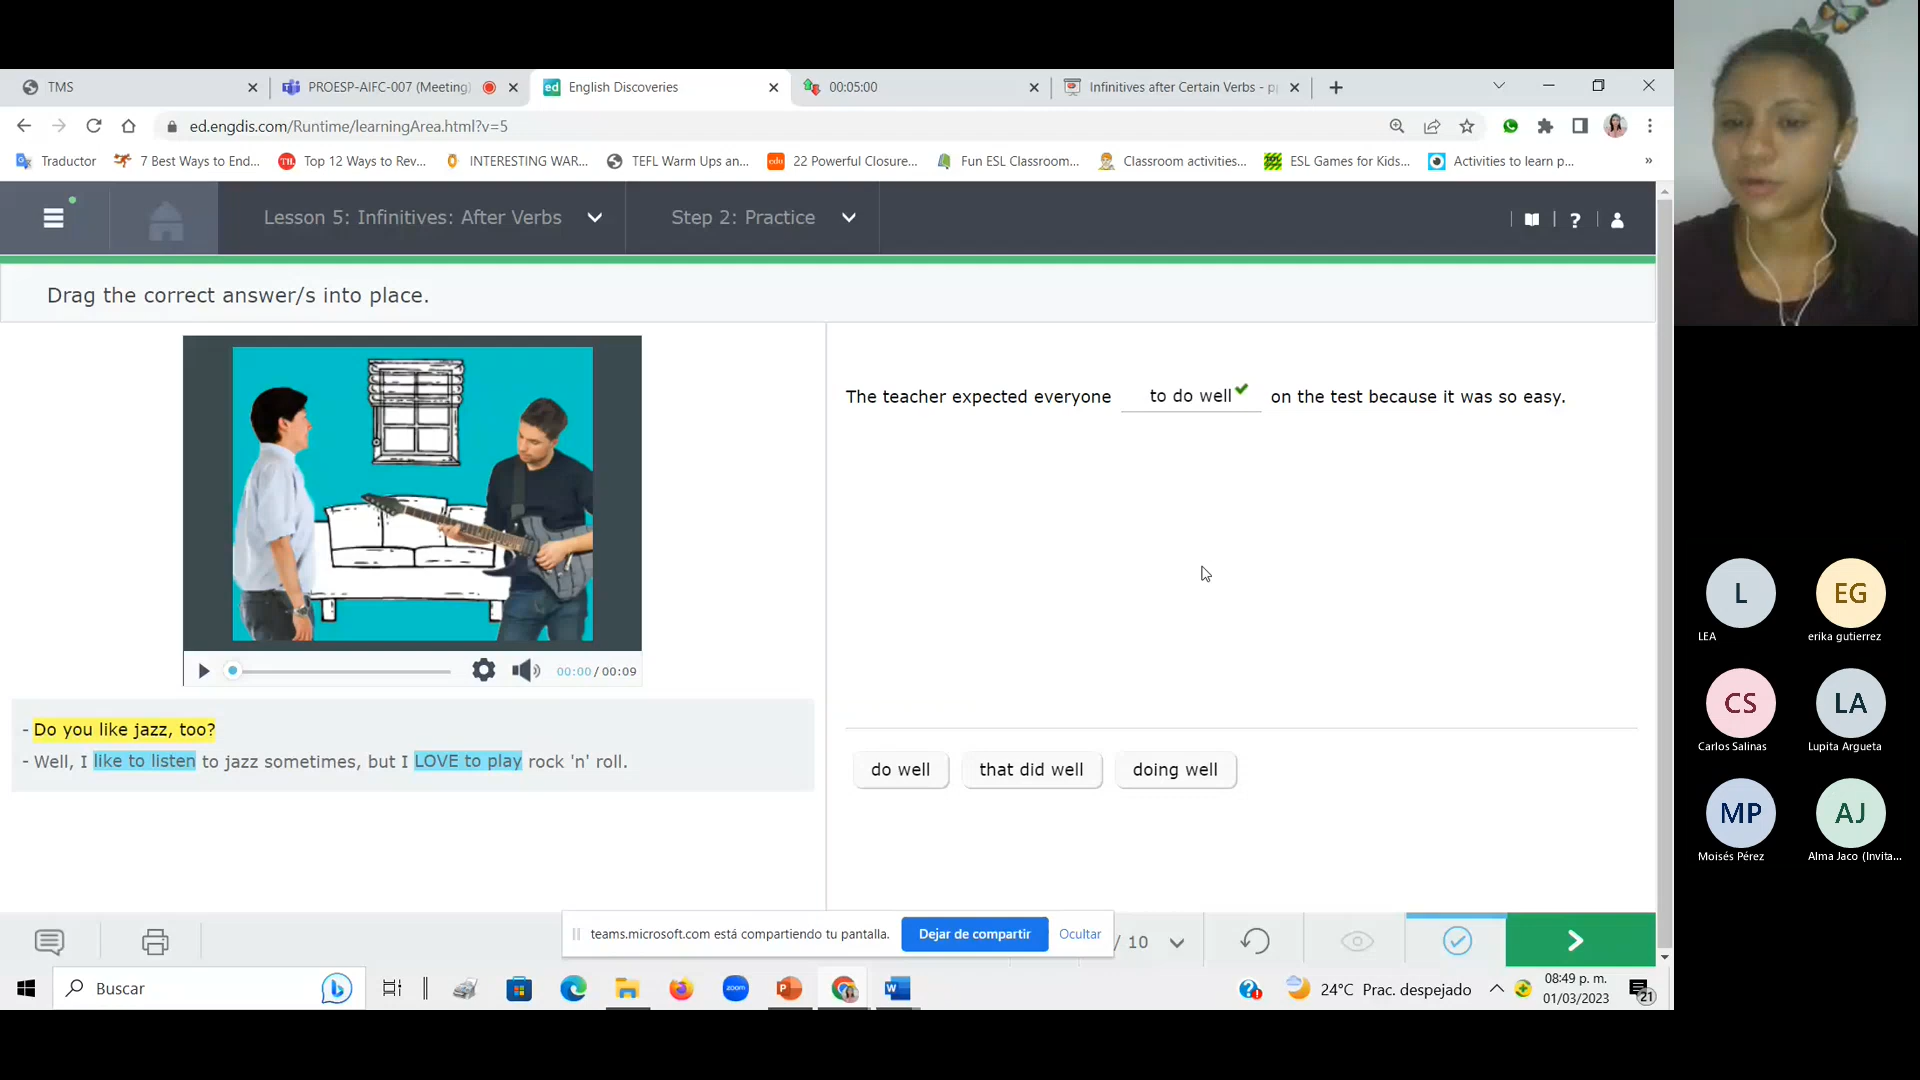 TMS
PROESP-AIFC-007 (Meeting)
ed English Discoveries
00:05:00
Infinitives after Certain Verbs - p
ed.engdis.com/Runtime/learningArea.html?v=5
Traductor
7 Best Ways to End...
TL Top 12 Ways to Rev...
INTERESTING WAR...
TEFL Warm Ups an...
edu 22 Powerful Closure...
Fun ESL Classroom...
Classroom activities...
ESL Games for Kids...
Activities to learn p...
»
Lesson 5: Infinitives: After Verbs
Step 2: Practice
?
Drag the correct answer/s into place.
The teacher expected everyone to do well on the test because it was so easy.
00:00 / 00:09
- Do you like jazz, too?
- Well, I like to listen to jazz sometimes, but I LOVE to play rock 'n' roll.
do well
that did well
doing well
teams.microsoft.com está compartiendo tu pantalla.
Dejar de compartir
Ocultar
/ 10
Buscar
zoom
P
W
24°C Prac. despejado
08:49 p. m.
01/03/2023
21
L
LEA
EG
erika gutierrez
CS
Carlos Salinas
LA
Lupita Argueta
MP
Moisés Pérez
AJ
Alma Jaco (Invita...